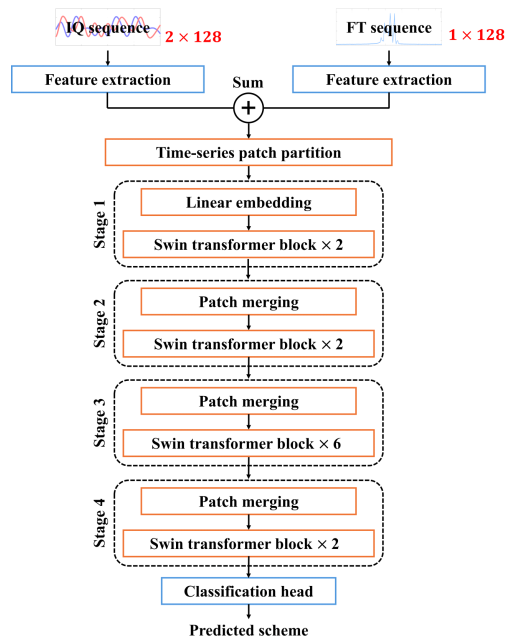 IQ sequence 2 × 128
FT sequence 1 × 128
Feature extraction
Feature extraction
Sum
+
Time-series patch partition
Stage 1
Linear embedding
Swin transformer block × 2
Stage 2
Patch merging
Swin transformer block × 2
Stage 3
Patch merging
Swin transformer block × 6
Stage 4
Patch merging
Swin transformer block × 2
Classification head
Predicted scheme